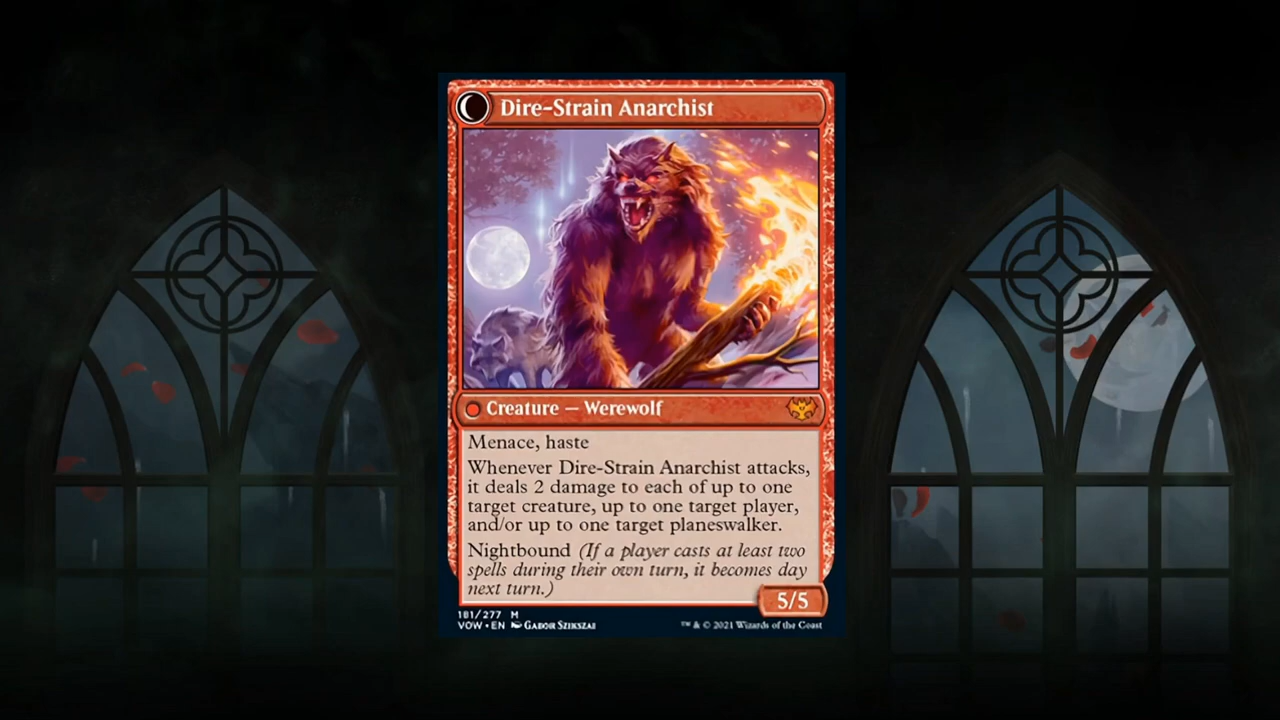 Dire-Strain Anarchist
Creature — Werewolf
Menace, haste
Whenever Dire-Strain Anarchist attacks,
it deals 2 damage to each of up to one
target creature, up to one target player,
and/or up to one target planeswalker.
Nightbound (If a player casts at least two
spells during their own turn, it becomes day
next turn.)
5/5
181/277 M
VOW • EN Gabor Szikszai
™ & © 2021 Wizards of the Coast